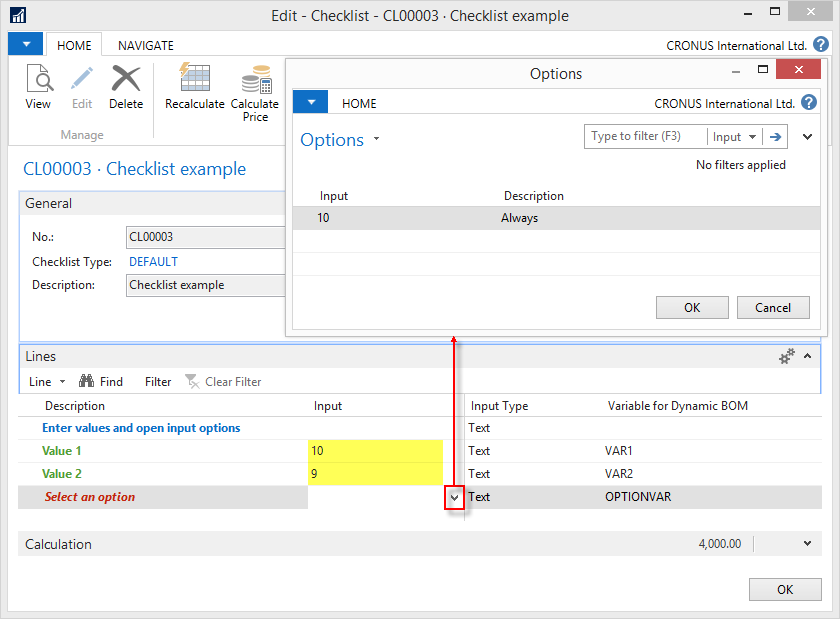 Edit - Checklist - CL00003 · Checklist example
HOME NAVIGATE CRONUS International Ltd. ?
View Edit Delete Recalculate Calculate Price
Manage
CL00003 · Checklist example
General
No.: CL00003
Checklist Type: DEFAULT
Description: Checklist example
Options
HOME CRONUS International Ltd. ?
Options Type to filter (F3) Input
No filters applied
Input Description
10 Always
OK Cancel
Lines
Line Find Filter Clear Filter
Description Input Input Type Variable for Dynamic BOM
Enter values and open input options Text
Value 1 10 Text VAR1
Value 2 9 Text VAR2
Select an option Text OPTIONVAR
Calculation 4,000.00
OK